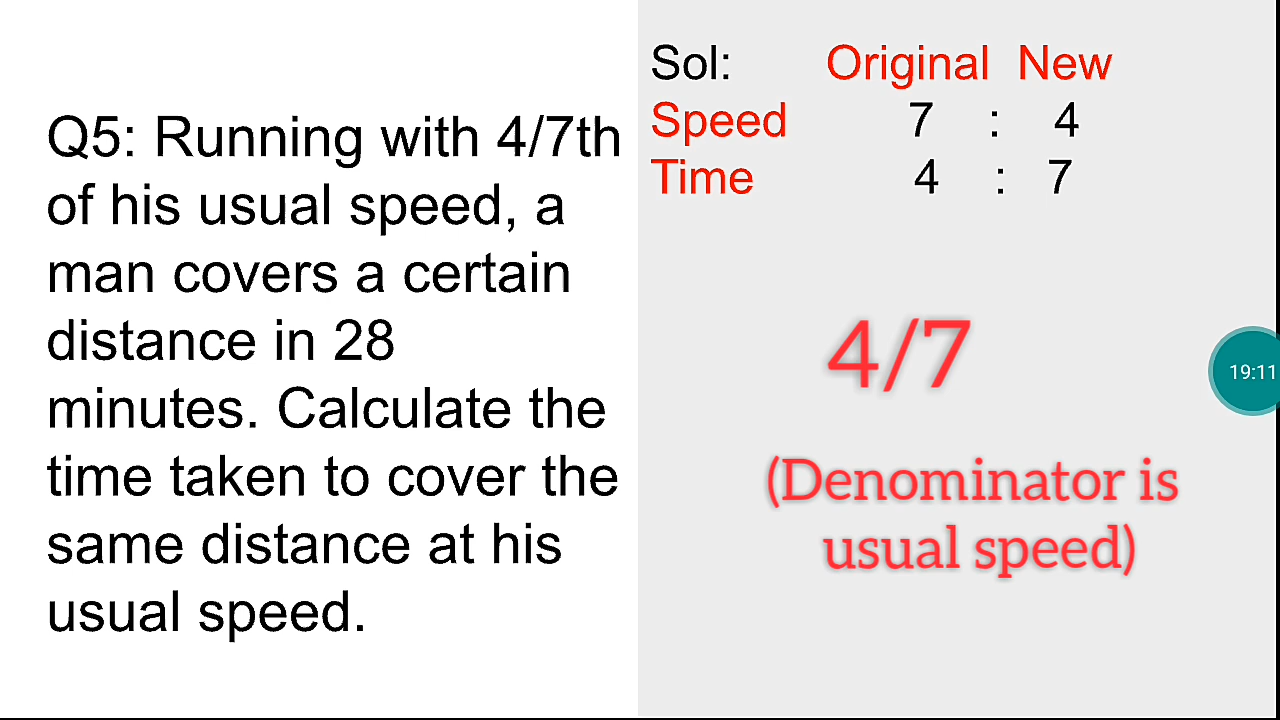 Q5: Running with 4/7th
of his usual speed, a
man covers a certain
distance in 28
minutes. Calculate the
time taken to cover the
same distance at his
usual speed.
Sol: Original New
Speed 7 : 4
Time 4 : 7
4/7
(Denominator is
usual speed)
19:11